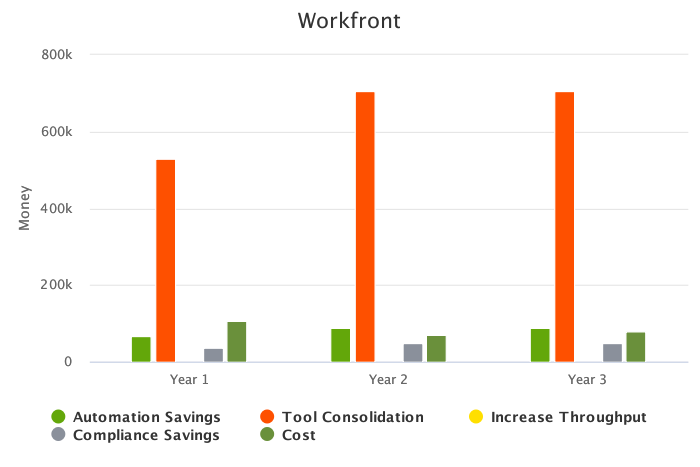 Workfront
800k
600k
400k
200k
0
Money
Year 1 Year 2 Year 3
Automation Savings Tool Consolidation Increase Throughput
Compliance Savings Cost